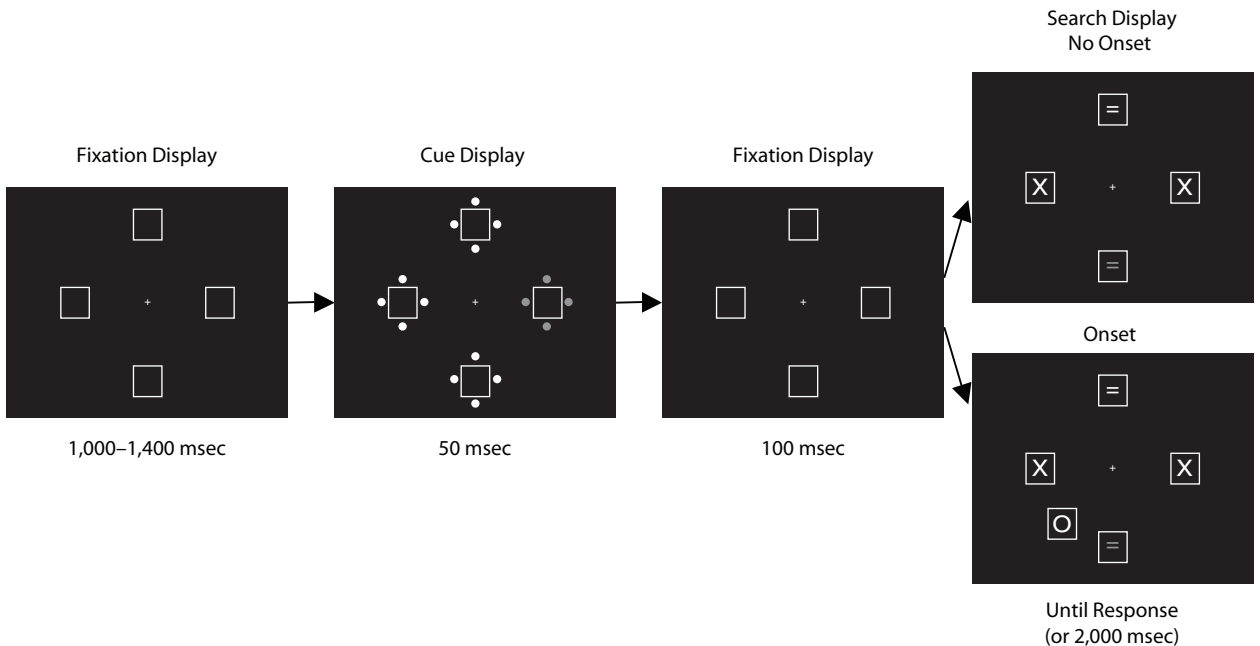 Search Display
No Onset
Fixation Display
Cue Display
Fixation Display
=
X + X
=
+
+
+
Onset
=
X + X
O
=
1,000–1,400 msec
50 msec
100 msec
Until Response
(or 2,000 msec)